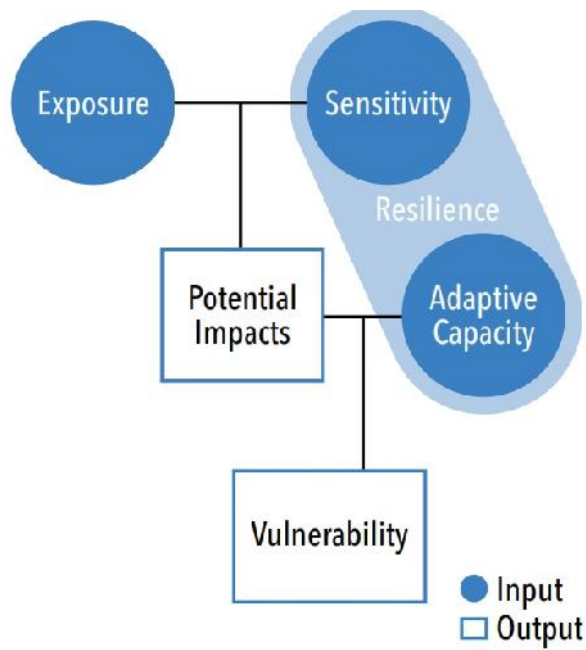 Exposure
Sensitivity
Resilience
Potential
Impacts
Adaptive
Capacity
Vulnerability
Input
Output